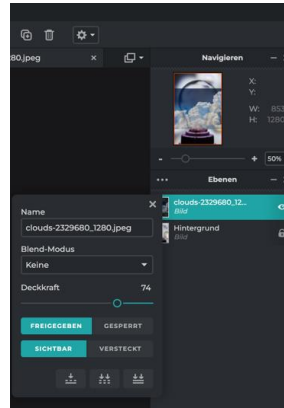 80.jpeg ×
Navigieren
X:
Y:
W: 853
H: 1280
- + 50%
Ebenen
clouds-2329680_12...
Bild
Hintergrund
Bild
Name
clouds-2329680_1280.jpeg
Blend-Modus
Keine
Deckkraft 74
FREIGEGEBEN GESPERRT
SICHTBAR VERSTECKT